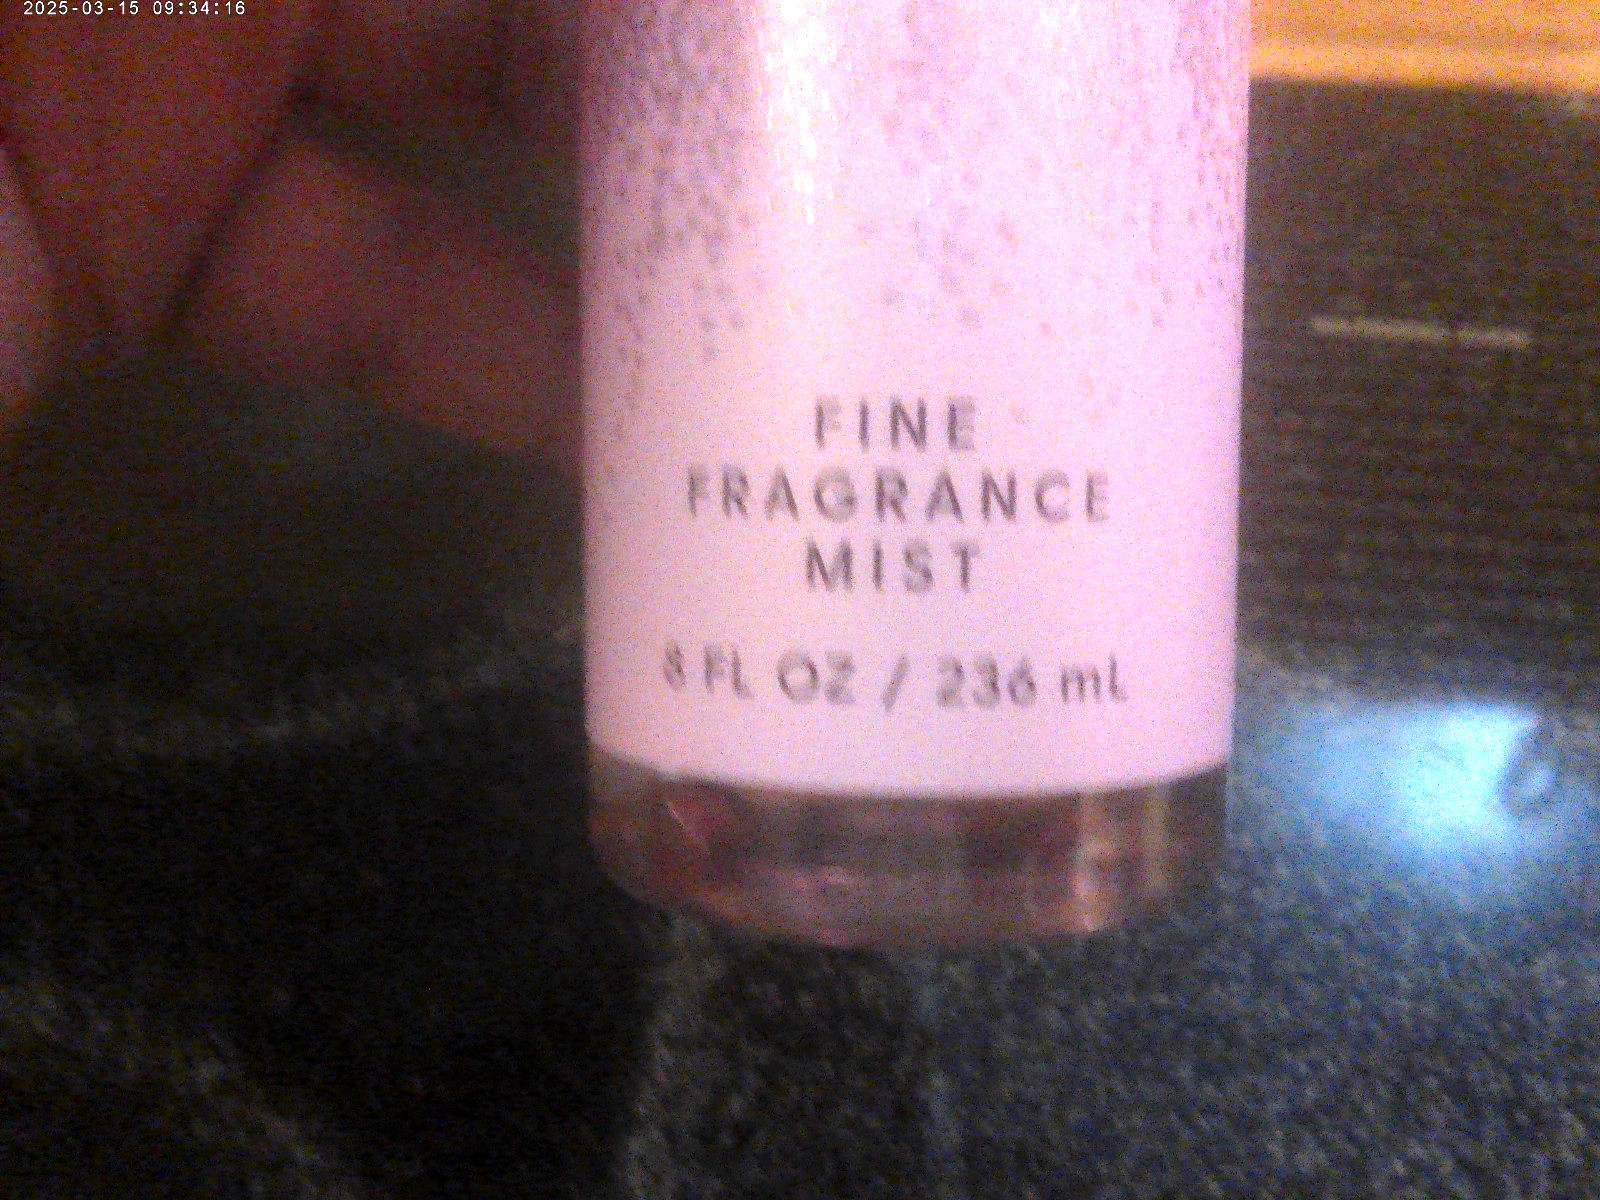 2025-03-15 09:34:16
FINE
FRAGRANCE
MIST
8 FL OZ / 236 mL